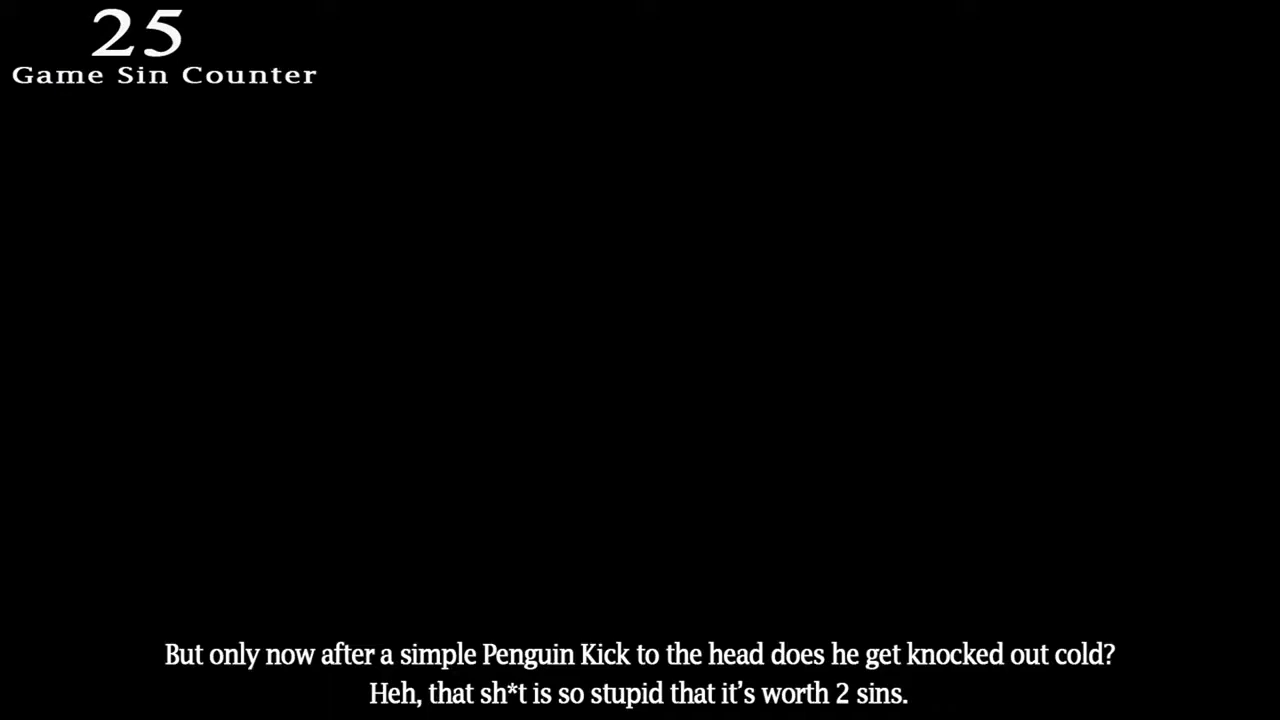 25
Game Sin Counter
But only now after a simple Penguin Kick to the head does he get knocked out cold?
Heh, that sh*t is so stupid that it's worth 2 sins.